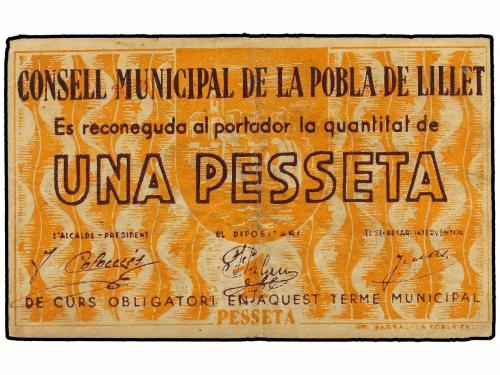 CONSELL MUNICIPAL DE LA POBLA DE LILLET
Es reconeguda al portador la quantitat de
UNA PESSETA
L'ALCALDE-PRESIDENT EL DEPOSITARI EL SECRETARI INTERVENTOR
DE CURS OBLIGATORI EN AQUEST TERME MUNICIPAL
PESSETA